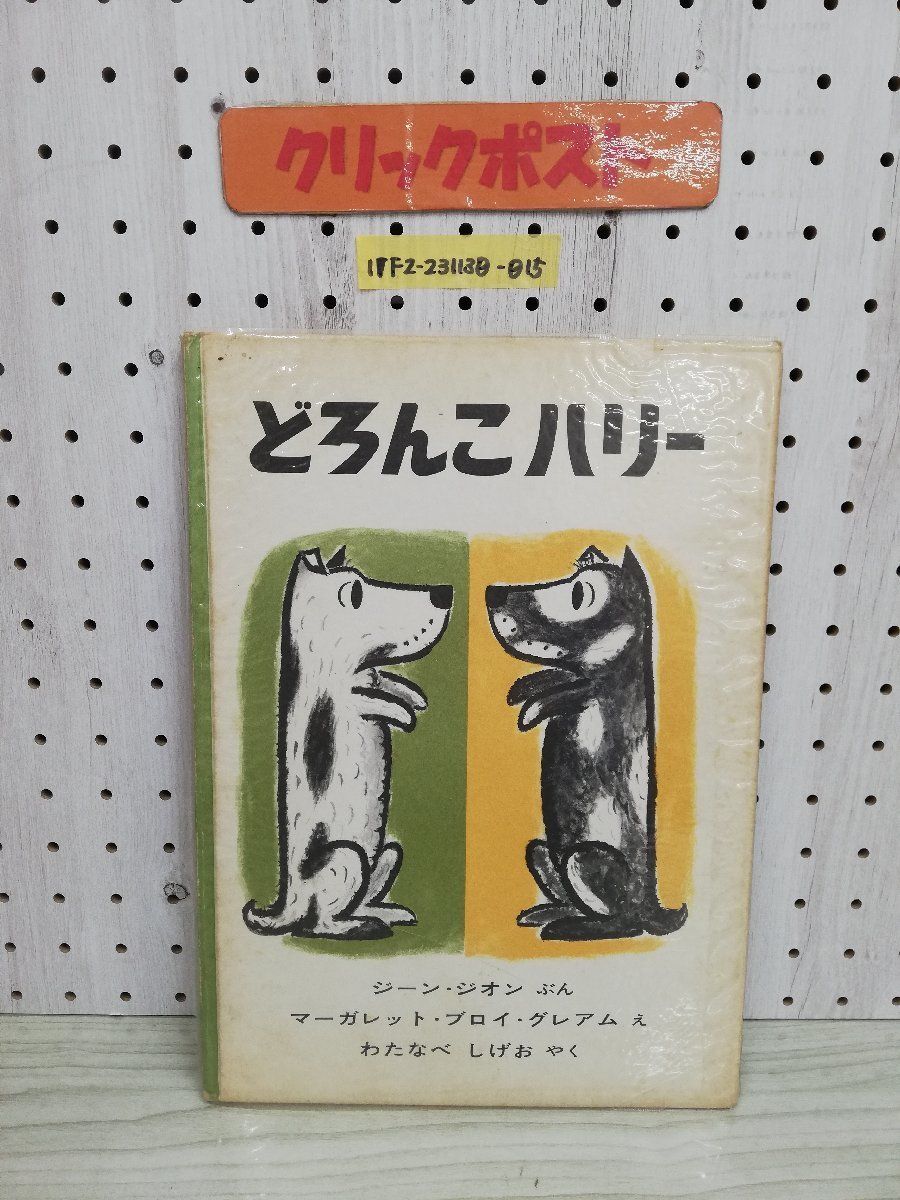 クリックポスト
1FF2-231130-015
どろんこハリー
ジーン・ジオン ぶん
マーガレット・ブロイ・グレアム え
わたなべ しげお やく